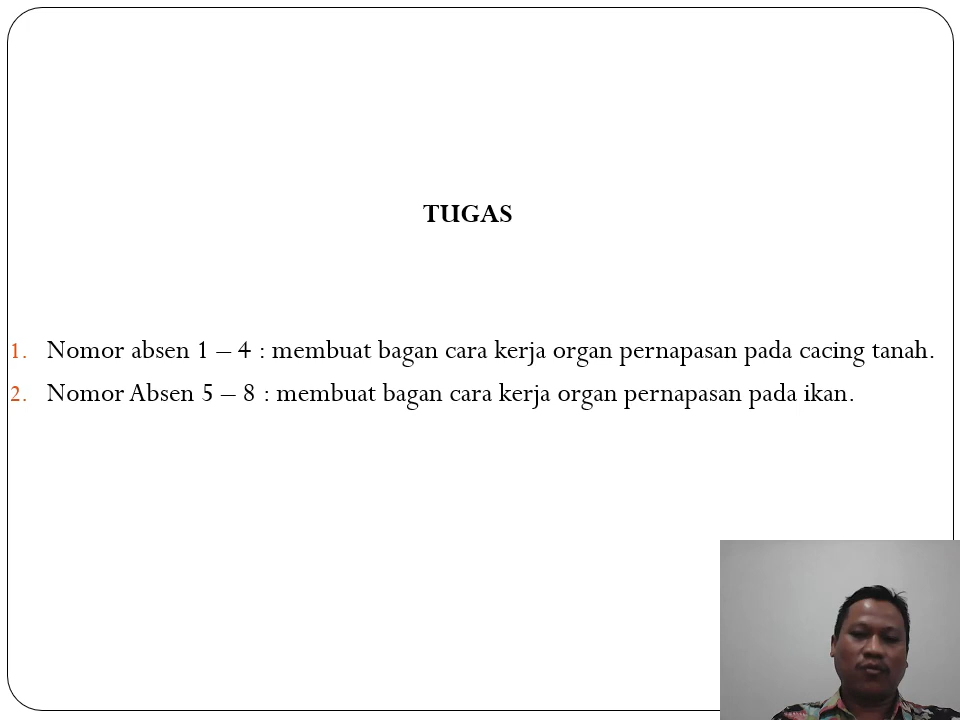 TUGAS
1. Nomor absen 1 – 4 : membuat bagan cara kerja organ pernapasan pada cacing tanah.
2. Nomor Absen 5 – 8 : membuat bagan cara kerja organ pernapasan pada ikan.